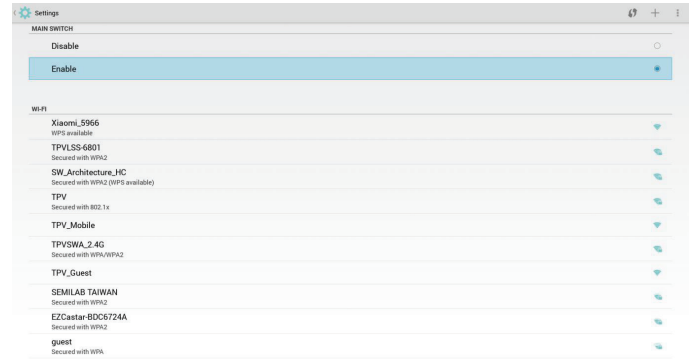 Settings
MAIN SWITCH
Disable
Enable
WI-FI
Xiaomi_5966
WPS available
TPVLSS-6801
Secured with WPA2
SW_Architecture_HC
Secured with WPA2 (WPS available)
TPV
Secured with 802.1x
TPV_Mobile
TPVSWA_2.4G
Secured with WPA/WPA2
TPV_Guest
SEMILAB TAIWAN
Secured with WPA2
EZCastar-BDC6724A
Secured with WPA2
guest
Secured with WPA